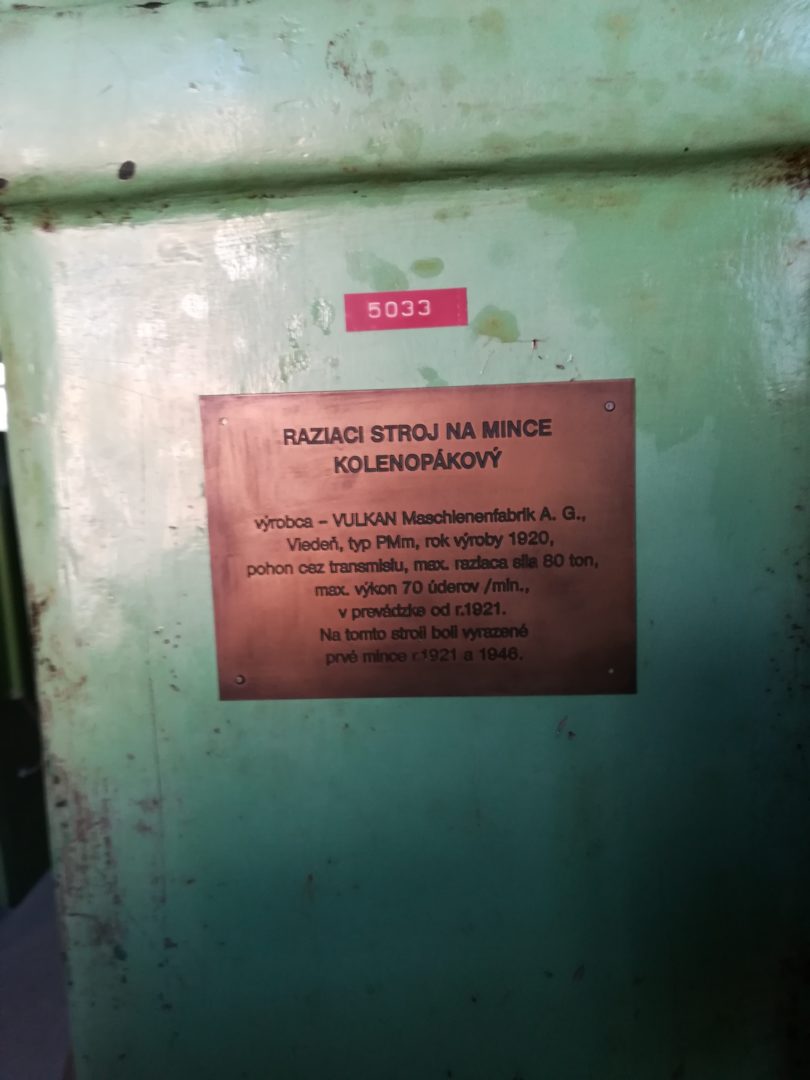 5033
RAZIACI STROJ NA MINCE
KOLENOPÁKOVÝ
výrobca – VULKAN Maschienenfabrik A. G.,
Viedeň, typ PMm, rok výroby 1920,
pohon cez transmisiu, max. raziaca sila 80 ton,
max. výkon 70 úderov /min.,
v prevádzke od r.1921.
Na tomto stroji boli vyrazené
prvé mince r.1921 a 1946.